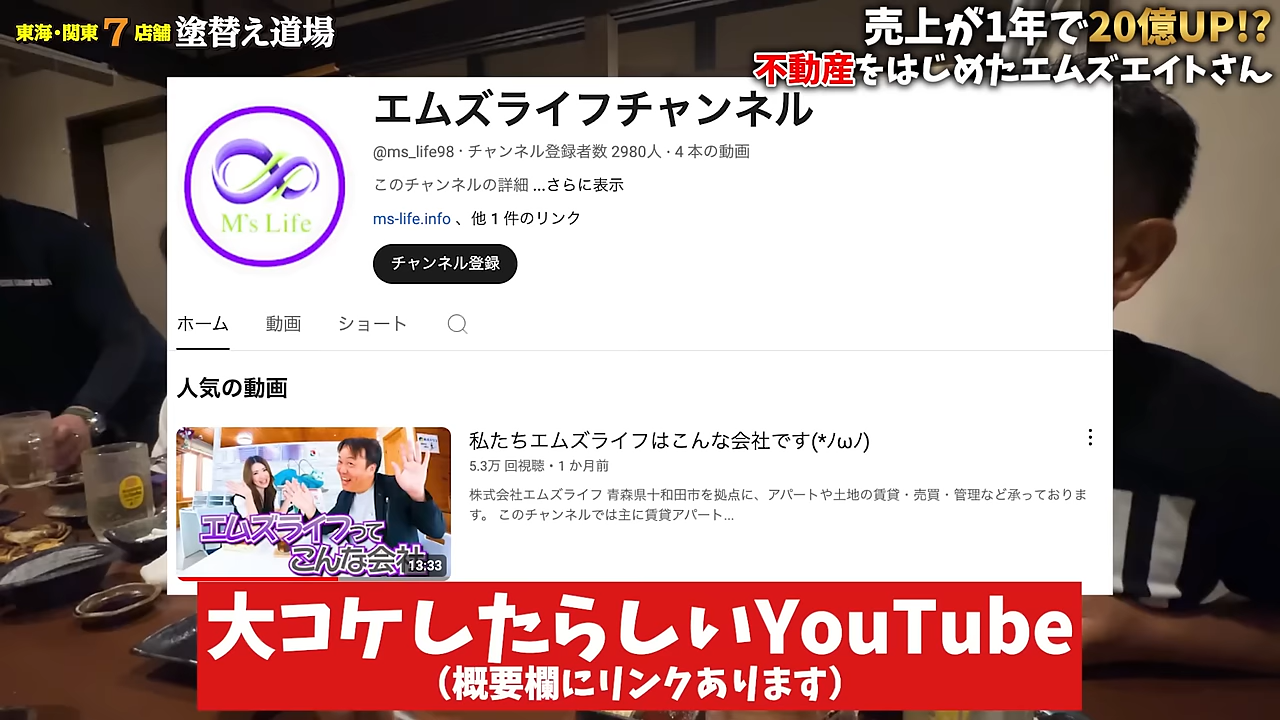 東海・関東7店舗 塗替え道場
売上が1年で20億UP!?
不動産をはじめたエムズエイトさん
エムズライフチャンネル
@ms_life98・チャンネル登録者数 2980人・4 本の動画
このチャンネルの詳細 ...さらに表示
ms-life.info 、他 1 件のリンク
チャンネル登録
M's Life
ホーム 動画 ショート
人気の動画
私たちエムズライフはこんな会社です(*ﾉωﾉ)
5.3万 回視聴・1 か月前
株式会社エムズライフ 青森県十和田市を拠点に、アパートや土地の賃貸・売買・管理など承っておりま
す。 このチャンネルでは主に賃貸アパート...
エムズライフって
こんな会社
13:33
大コケしたらしいYouTube
(概要欄にリンクあります)